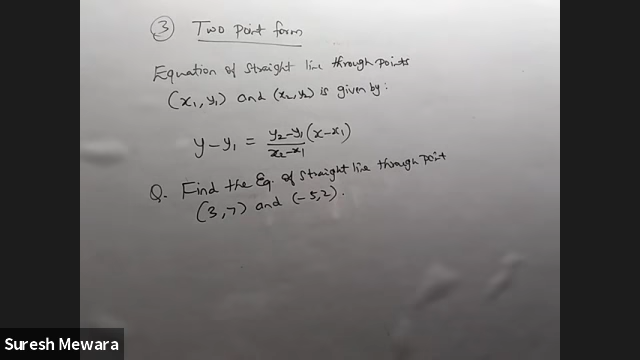 ③ Two point form
Equation of straight line through points
(x₁, y₁) and (x₂, y₂) is given by:
y - y₁ = \frac{y₂ - y₁}{x₂ - x₁} (x - x₁)
Q. Find the Eq. of straight line through point
(3, 7) and (-5, 2).
Suresh Mewara